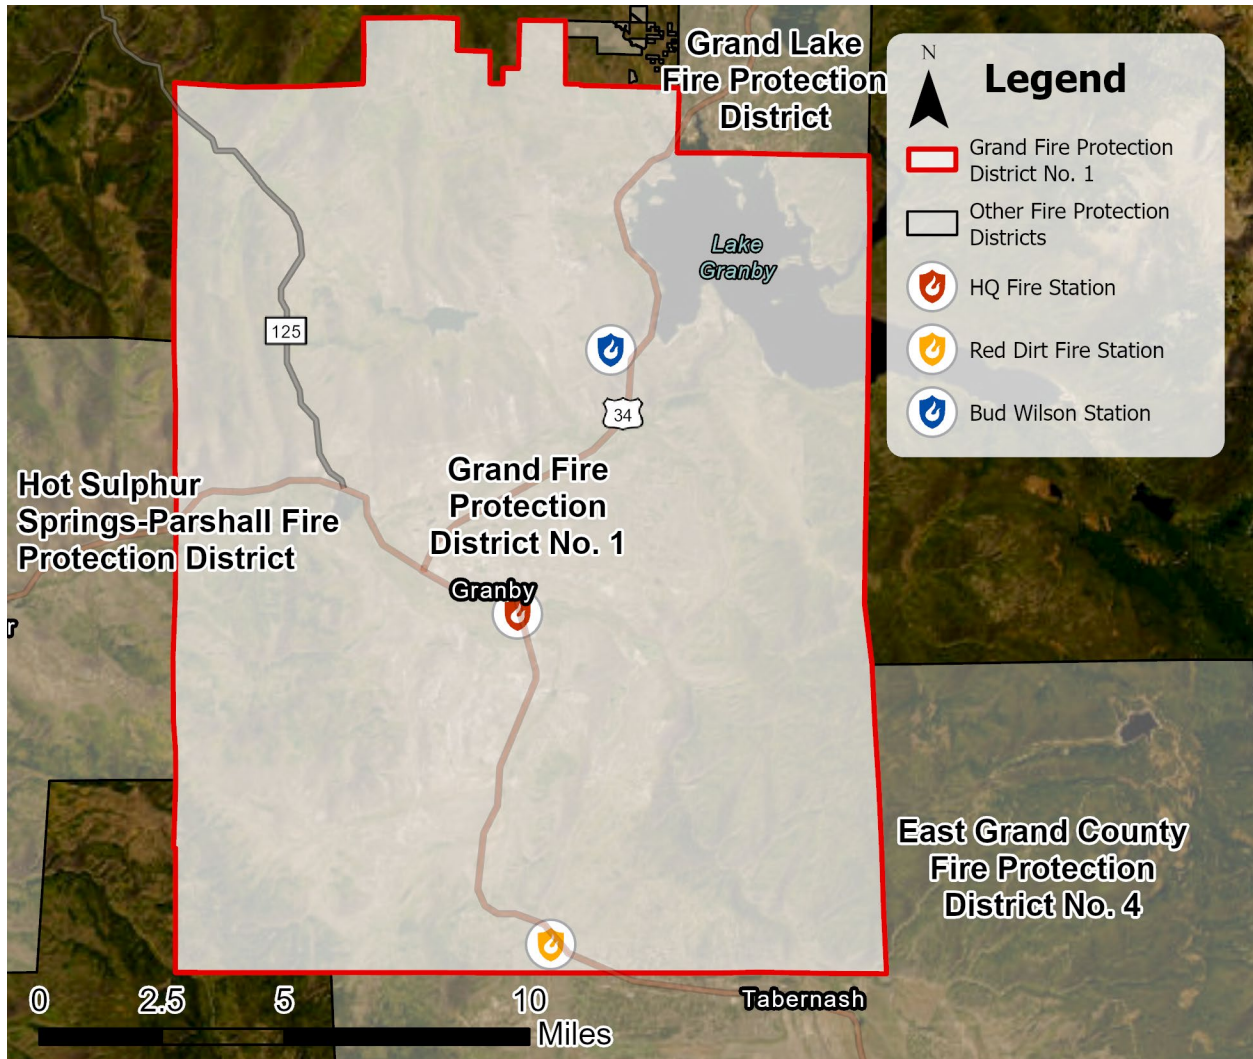 Grand Lake
Fire Protection
District
N
Legend
Grand Fire Protection
District No. 1
Other Fire Protection
Districts
HQ Fire Station
Red Dirt Fire Station
Bud Wilson Station
Lake
Granby
125
34
Hot Sulphur
Springs-Parshall Fire
Protection District
Grand Fire
Protection
District No. 1
Granby
r
East Grand County
Fire Protection
District No. 4
Tabernash
0 2.5 5 10
Miles